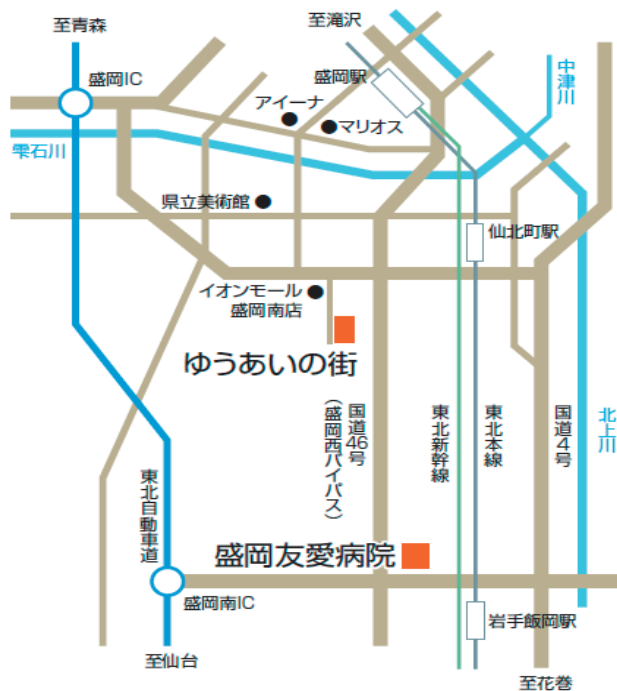 至青森
至滝沢
盛岡IC
盛岡駅
中津川
アイーナ
マリオス
雫石川
県立美術館
仙北町駅
イオンモール
盛岡南店
ゆうあいの街
国道46号
(盛岡西バイパス)
東北新幹線
東北本線
国道4号
北上川
東北自動車道
盛岡友愛病院
盛岡南IC
岩手飯岡駅
至仙台
至花巻